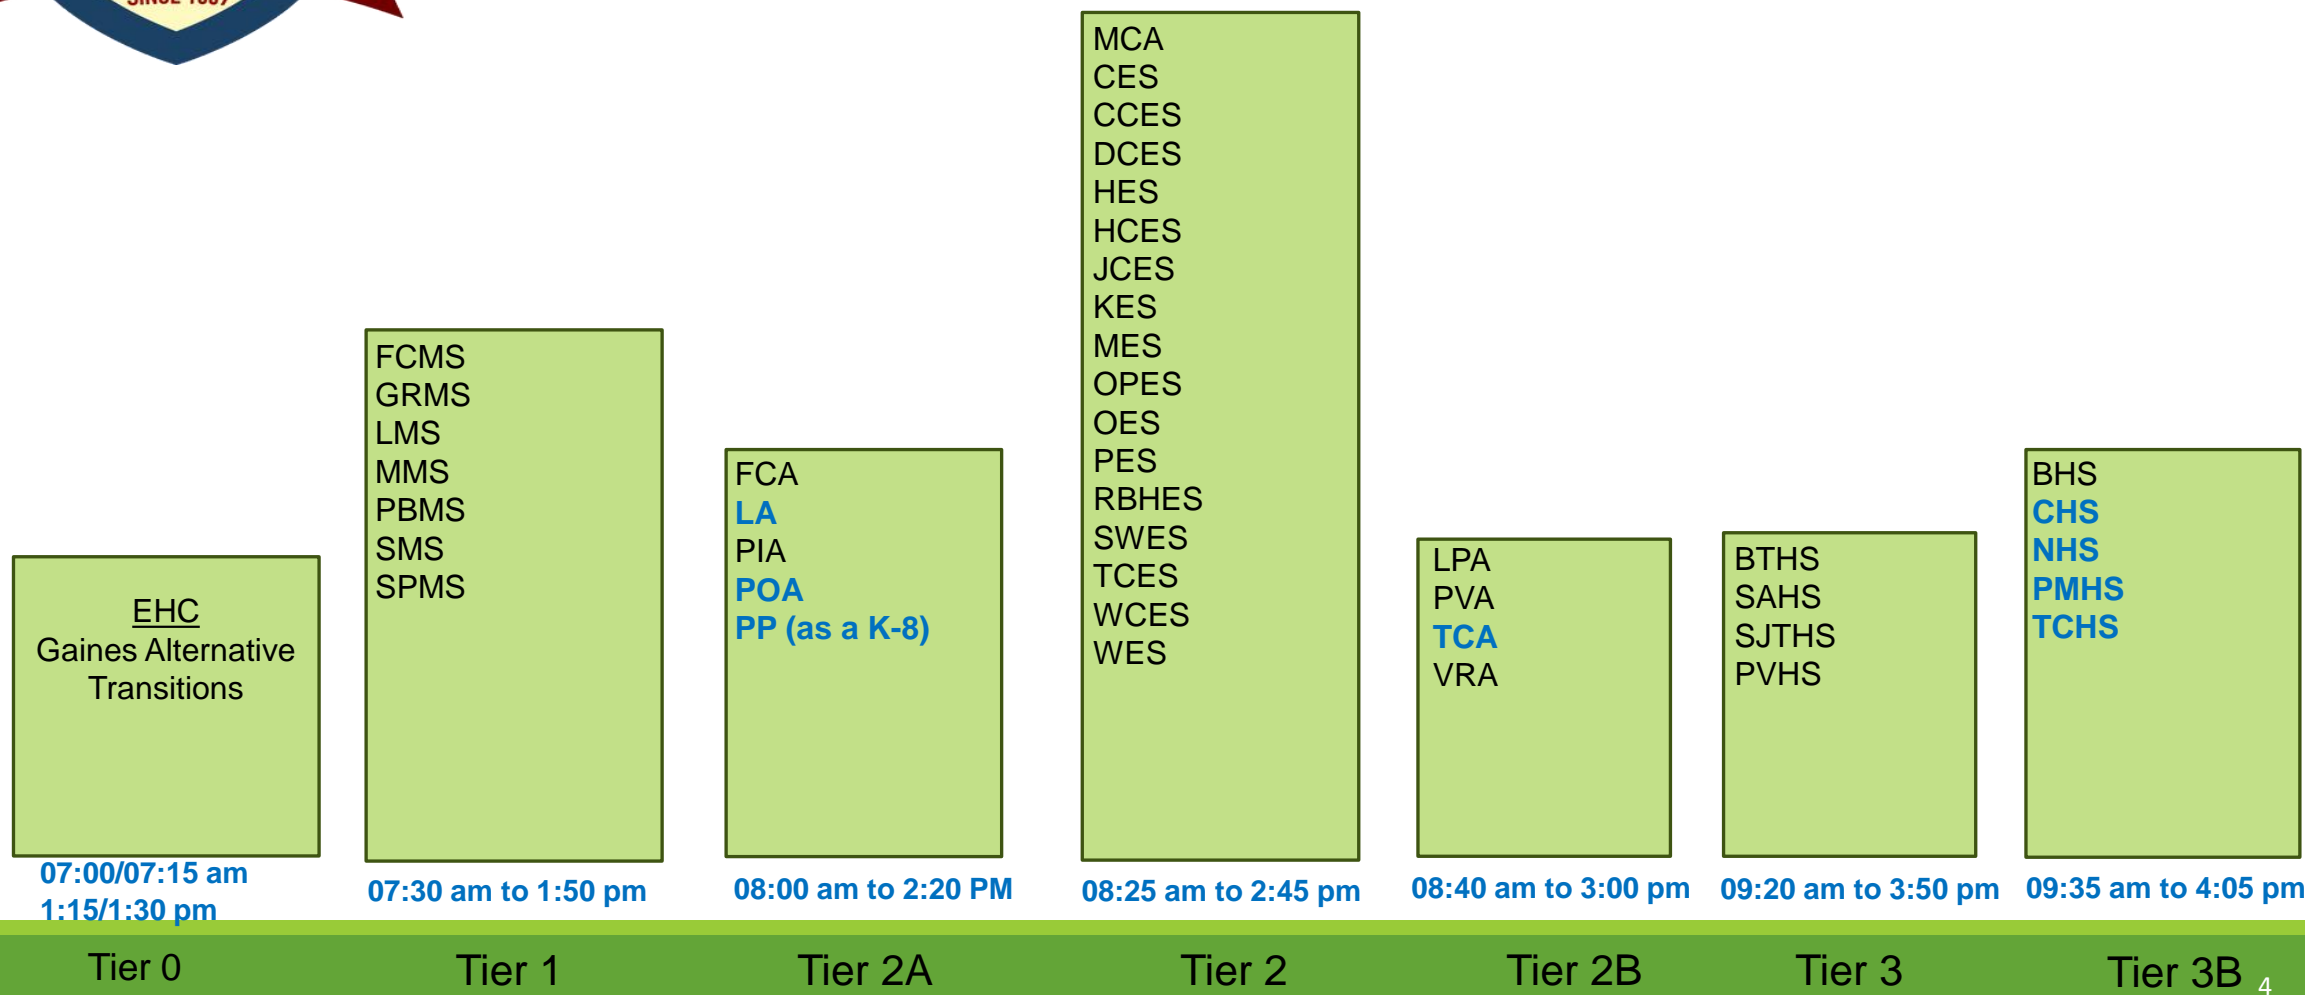 EHC
Gaines Alternative
Transitions
07:00/07:15 am
1:15/1:30 pm
Tier 0
FCMS
GRMS
LMS
MMS
PBMS
SMS
SPMS
07:30 am to 1:50 pm
Tier 1
FCA
LA
PIA
POA
PP (as a K-8)
08:00 am to 2:20 PM
Tier 2A
MCA
CES
CCES
DCES
HES
HCES
JCES
KES
MES
OPES
OES
PES
RBHES
SWES
TCES
WCES
WES
08:25 am to 2:45 pm
Tier 2
LPA
PVA
TCA
VRA
08:40 am to 3:00 pm
Tier 2B
BTHS
SAHS
SJTHS
PVHS
09:20 am to 3:50 pm
Tier 3
BHS
CHS
NHS
PMHS
TCHS
09:35 am to 4:05 pm
Tier 3B
4